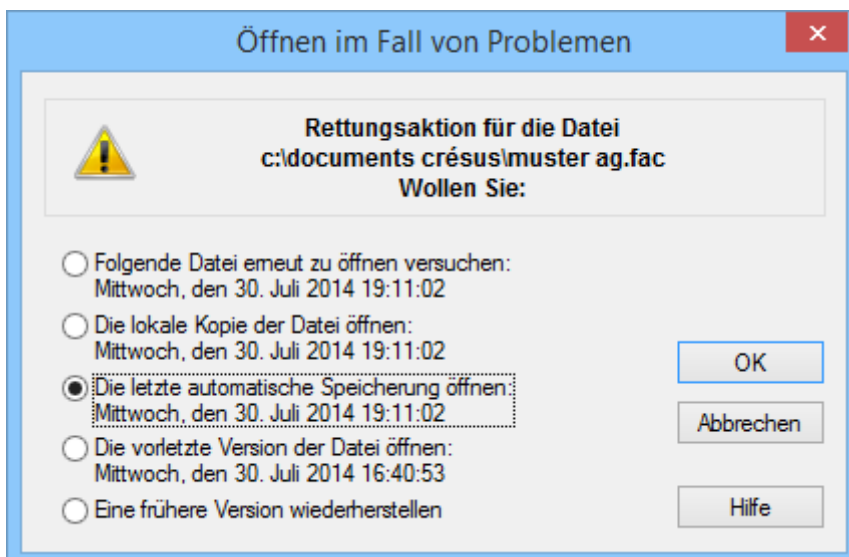 Öffnen im Fall von Problemen
Rettungsaktion für die Datei
c:\documents crésus\muster ag.fac
Wollen Sie:
Folgende Datei erneut zu öffnen versuchen:
Mittwoch, den 30. Juli 2014 19:11:02
Die lokale Kopie der Datei öffnen:
Mittwoch, den 30. Juli 2014 19:11:02
Die letzte automatische Speicherung öffnen:
Mittwoch, den 30. Juli 2014 19:11:02
Die vorletzte Version der Datei öffnen:
Mittwoch, den 30. Juli 2014 16:40:53
Eine frühere Version wiederherstellen
OK
Abbrechen
Hilfe